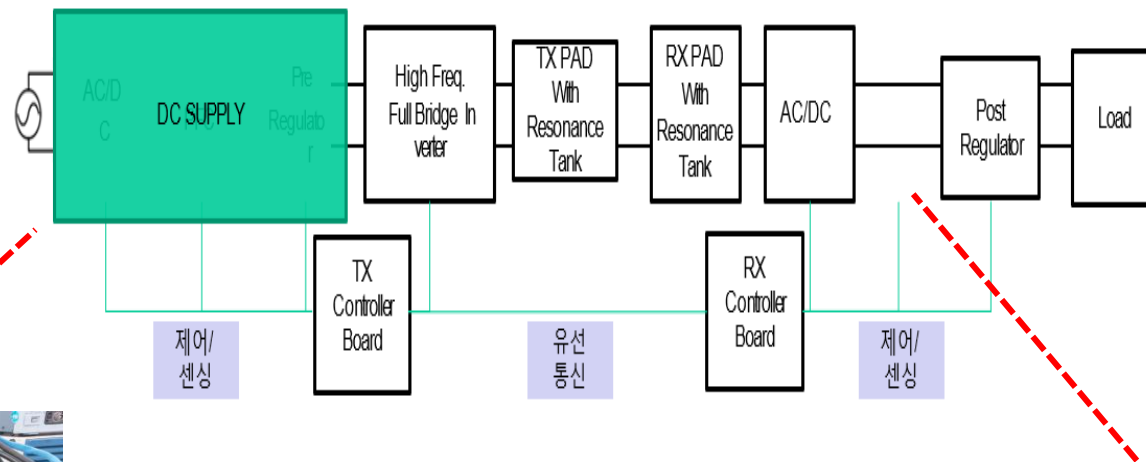 AC/D
C
DC SUPPLY
Pre
Regulato
r
High Freq.
Full Bridge In
verter
TX PAD
With
Resonance
Tank
RX PAD
With
Resonance
Tank
AC/DC
Post
Regulator
Load
TX
Controller
Board
RX
Controller
Board
제어/
센싱
유선
통신
제어/
센싱